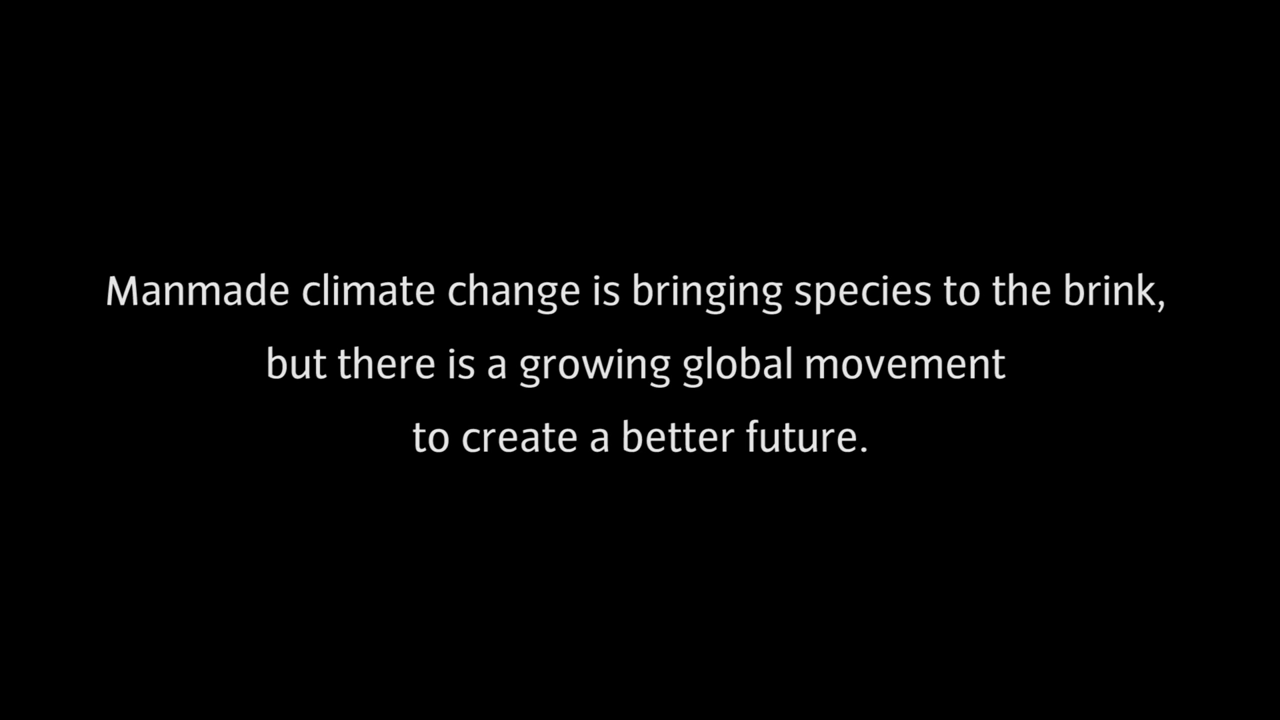 Manmade climate change is bringing species to the brink,
but there is a growing global movement
to create a better future.